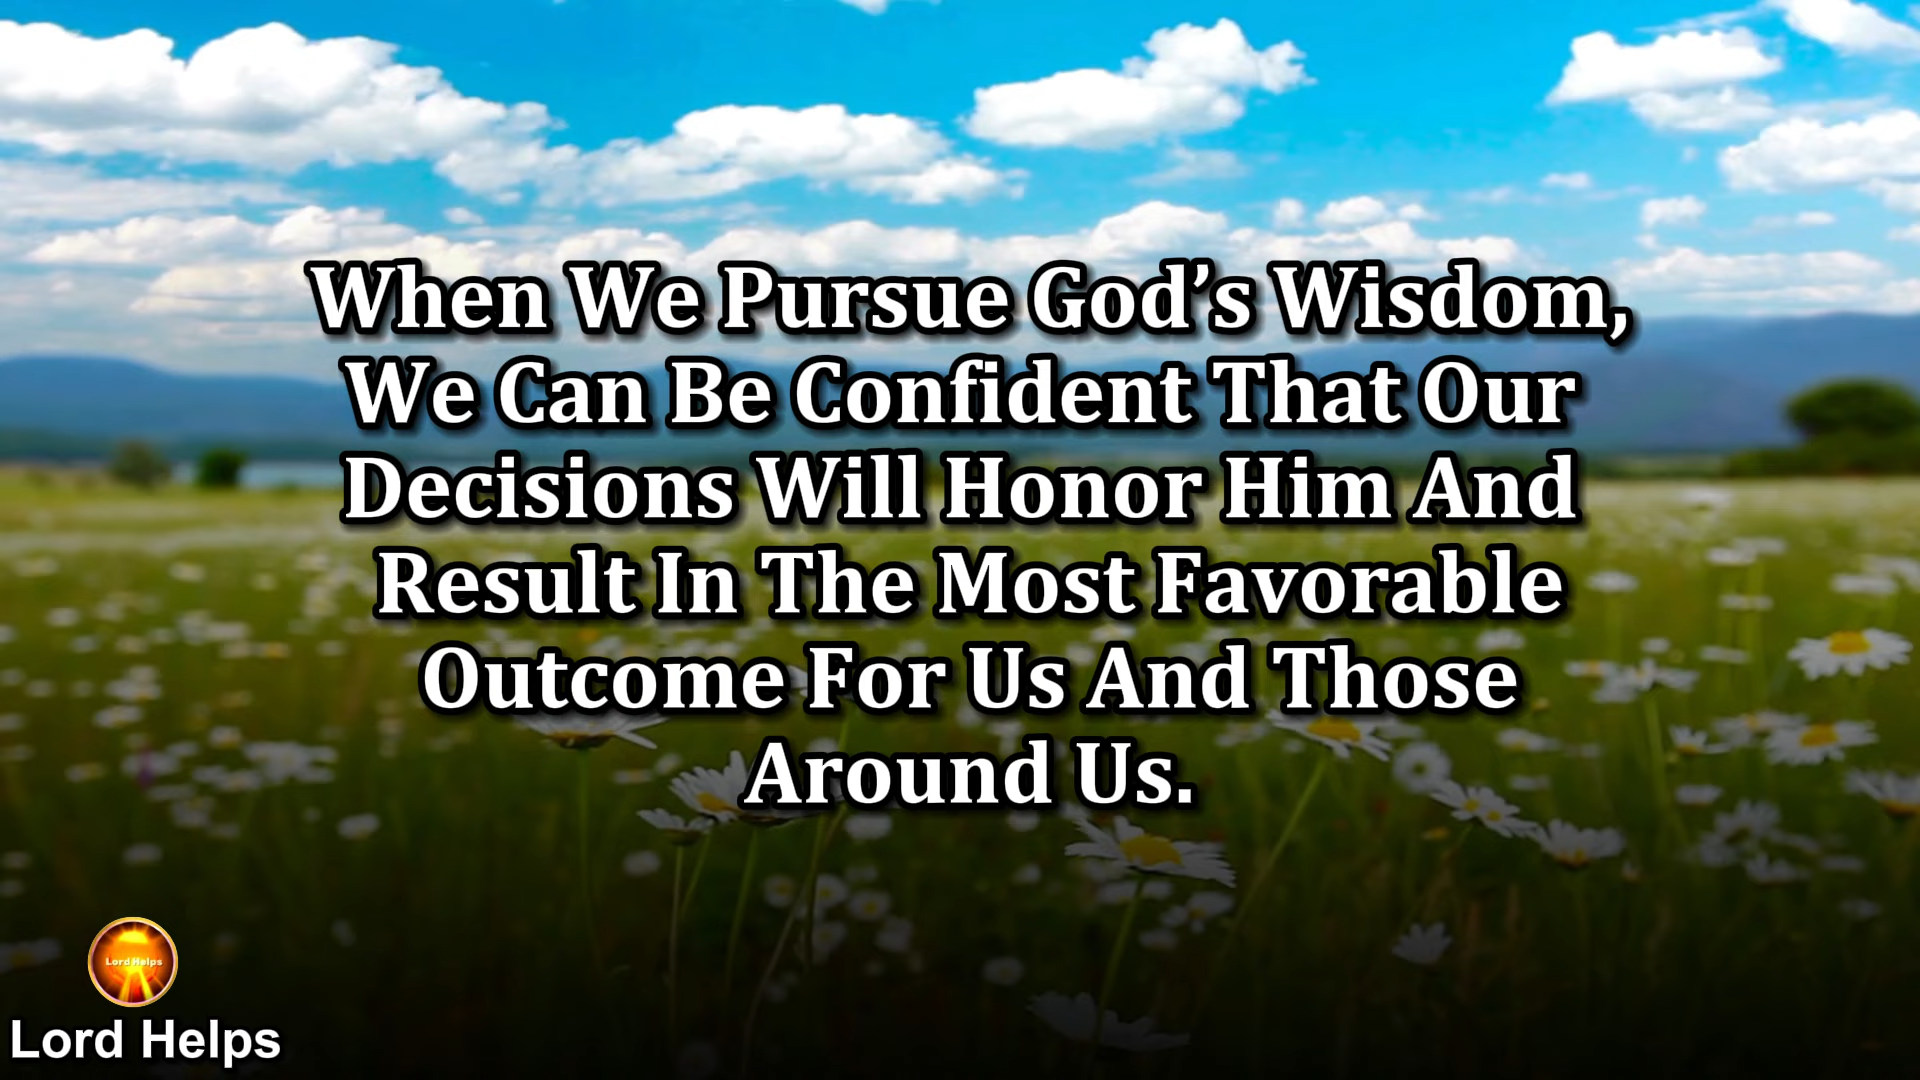 When We Pursue God’s Wisdom,
We Can Be Confident That Our
Decisions Will Honor Him And
Result In The Most Favorable
Outcome For Us And Those
Around Us.
Lord Helps
Lord Helps